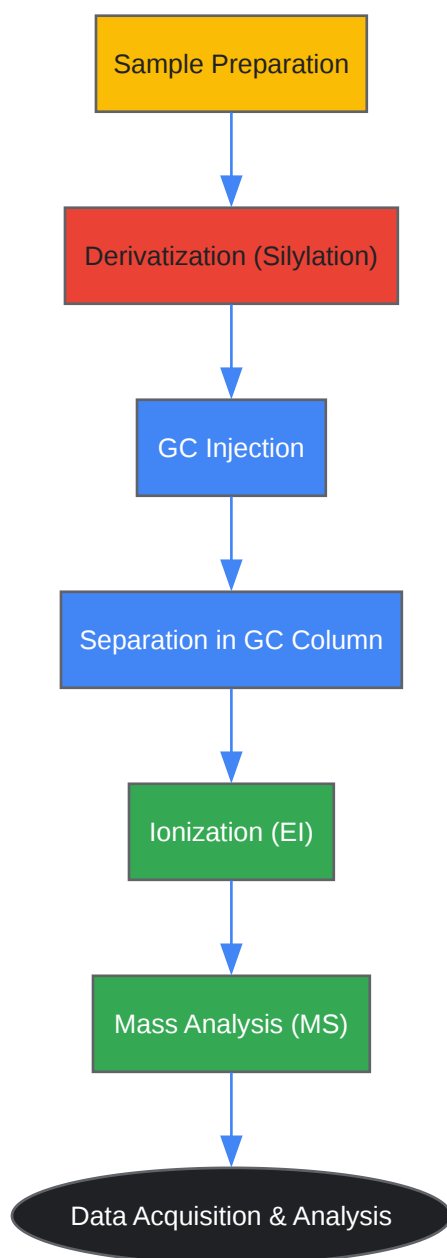 Sample Preparation
Derivatization (Silylation)
GC Injection
Separation in GC Column
Ionization (EI)
Mass Analysis (MS)
Data Acquisition & Analysis